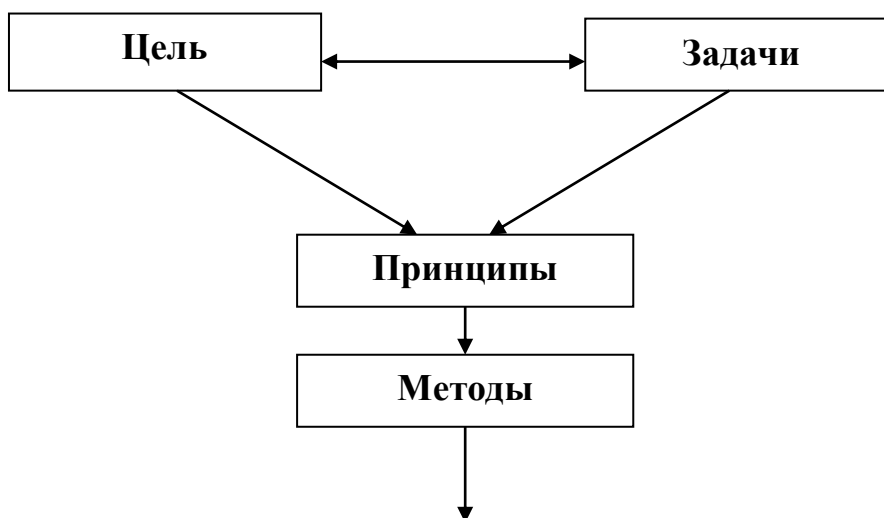 Цель
Задачи
Принципы
Методы